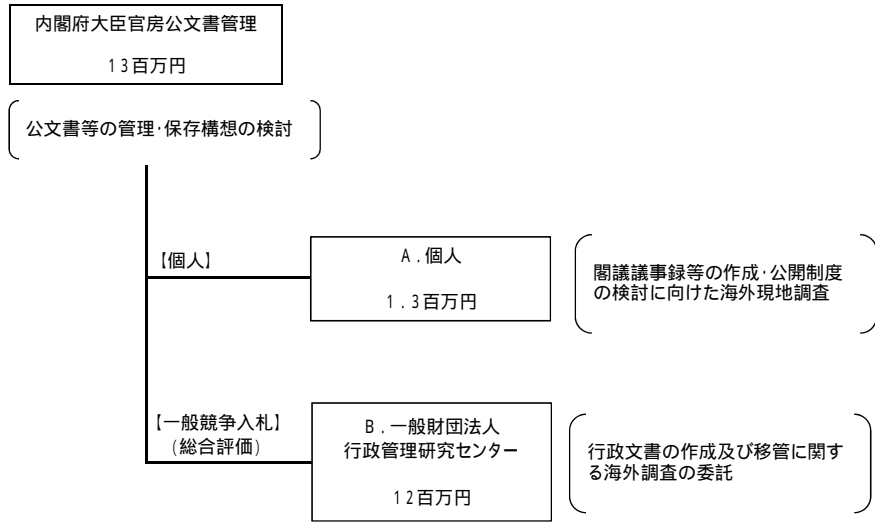 内閣府大臣官房公文書管理
13百万円
公文書等の管理・保存構想の検討
【個人】
A.個人
1.3百万円
閣議議事録等の作成・公開制度
の検討に向けた海外現地調査
【一般競争入札】
(総合評価)
B.一般財団法人
行政管理研究センター
12百万円
行政文書の作成及び移管に関す
る海外調査の委託